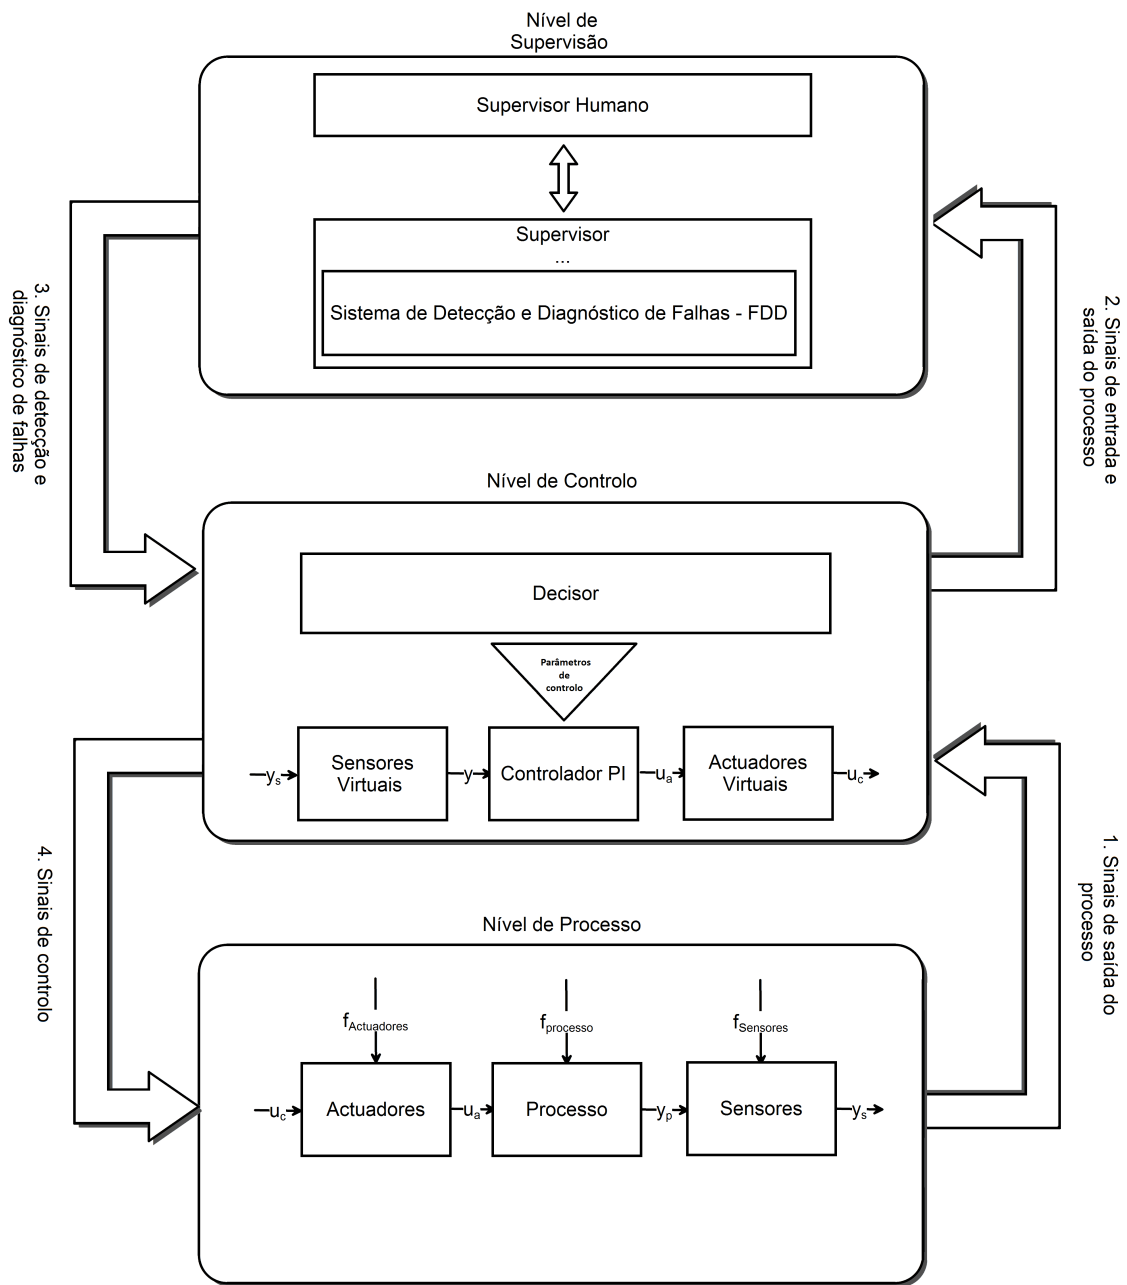 Nível de
Supervisão
Supervisor Humano
Supervisor
...
Sistema de Detecção e Diagnóstico de Falhas - FDD
3. Sinais de detecção e
diagnóstico de falhas
2. Sinais de entrada e
saída do processo
Nível de Controlo
Decisor
Parâmetros
de
controlo
ys
Sensores
Virtuais
y
Controlador PI
ua
Actuadores
Virtuais
uc
4. Sinais de controlo
1. Sinais de saída do
processo
Nível de Processo
fActuadores
fprocesso
fSensores
uc
Actuadores
ua
Processo
yp
Sensores
ys